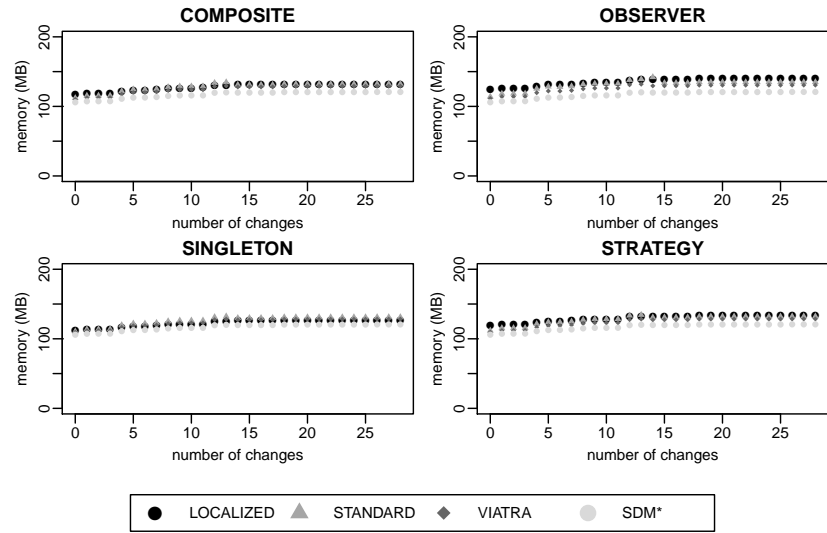 COMPOSITE
200
100
0
memory (MB)
0 5 10 15 20 25
number of changes
OBSERVER
200
100
0
memory (MB)
0 5 10 15 20 25
number of changes
SINGLETON
200
100
0
memory (MB)
0 5 10 15 20 25
number of changes
STRATEGY
200
100
0
memory (MB)
0 5 10 15 20 25
number of changes
LOCALIZED STANDARD VIATRA SDM*